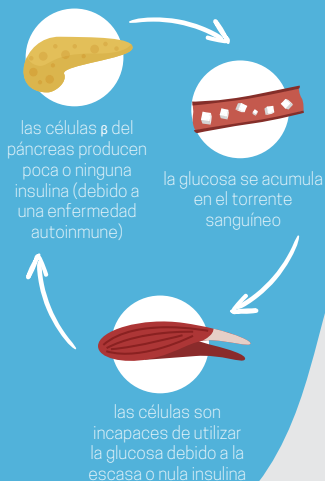 las células β del
páncreas producen
poca o ninguna
insulina (debido a
una enfermedad
autoinmune)
la glucosa se acumula
en el torrente
sanguíneo
las células son
incapaces de utilizar
la glucosa debido a la
escasa o nula insulina